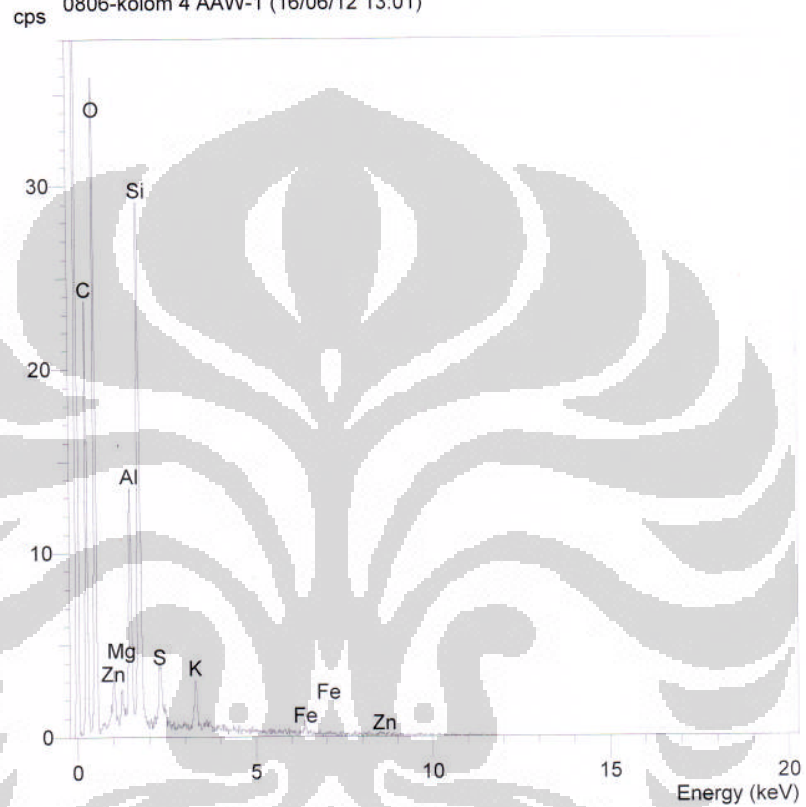 0806-kolom 4 AAW-1 (16/06/12 13:01)
cps
O
30
Si
C
20
Al
10
Mg
S
K
Zn
Fe
Fe
Zn
0
0 5 10 15 20
Energy (keV)